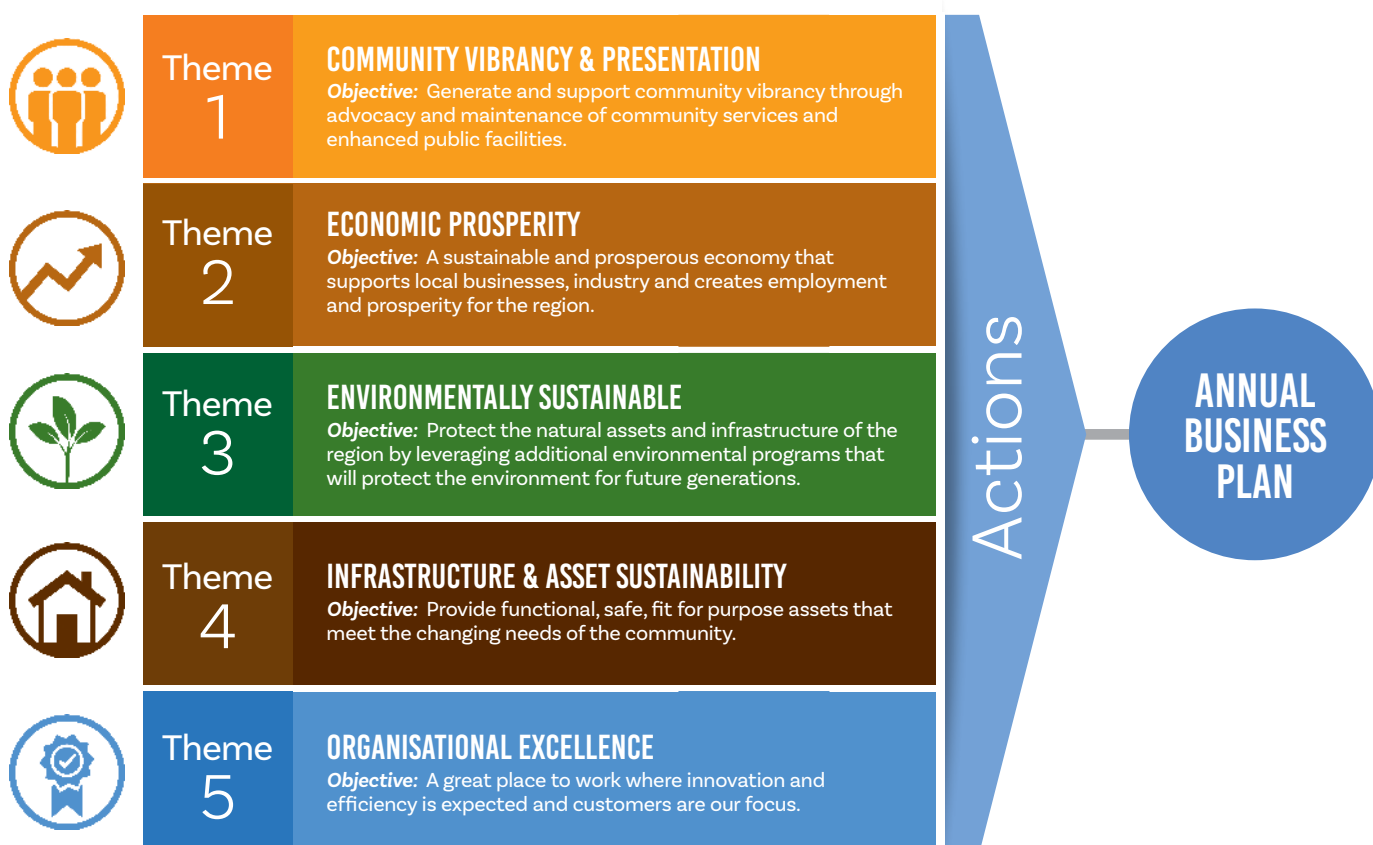 Theme
1
COMMUNITY VIBRANCY & PRESENTATION
Objective: Generate and support community vibrancy through
advocacy and maintenance of community services and
enhanced public facilities.
Theme
2
ECONOMIC PROSPERITY
Objective: A sustainable and prosperous economy that
supports local businesses, industry and creates employment
and prosperity for the region.
Theme
3
ENVIRONMENTALLY SUSTAINABLE
Objective: Protect the natural assets and infrastructure of the
region by leveraging additional environmental programs that
will protect the environment for future generations.
Theme
4
INFRASTRUCTURE & ASSET SUSTAINABILITY
Objective: Provide functional, safe, fit for purpose assets that
meet the changing needs of the community.
Theme
5
ORGANISATIONAL EXCELLENCE
Objective: A great place to work where innovation and
efficiency is expected and customers are our focus.
Actions
ANNUAL
BUSINESS
PLAN